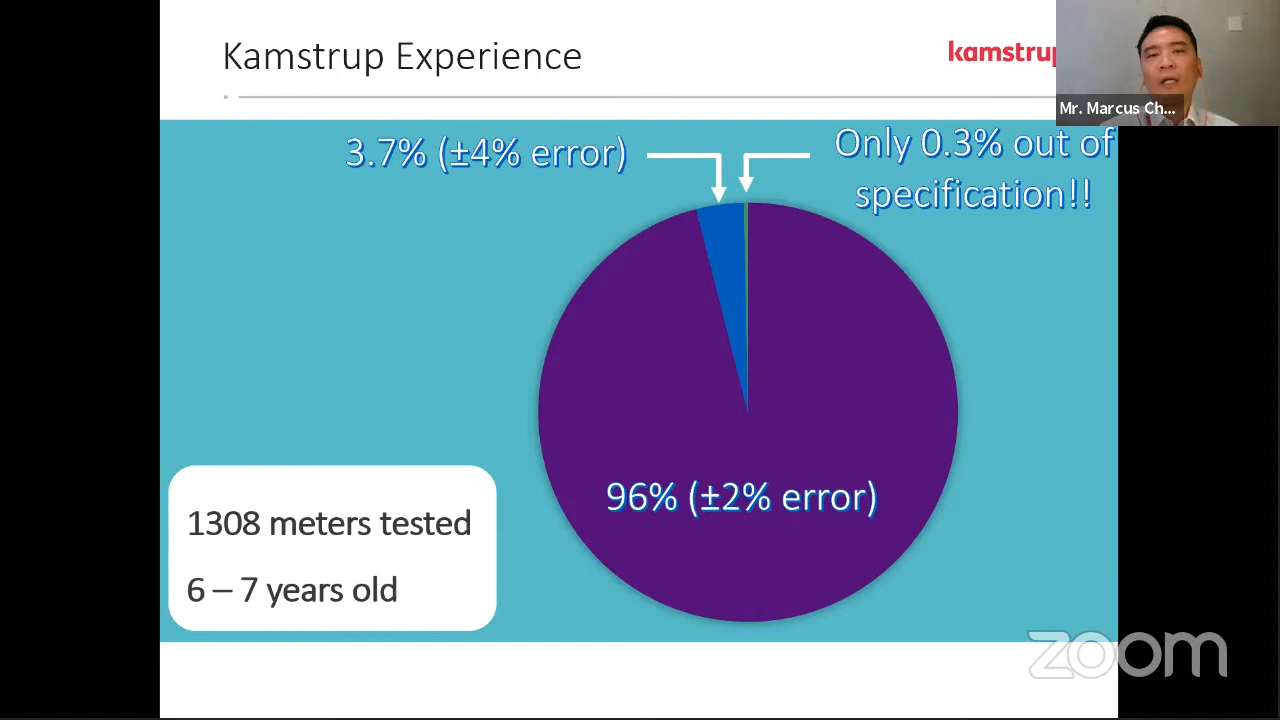 Kamstrup Experience
kamstrup
Mr. Marcus Ch...
3.7% (±4% error)
Only 0.3% out of
specification!!
96% (±2% error)
1308 meters tested
6 – 7 years old
zoom